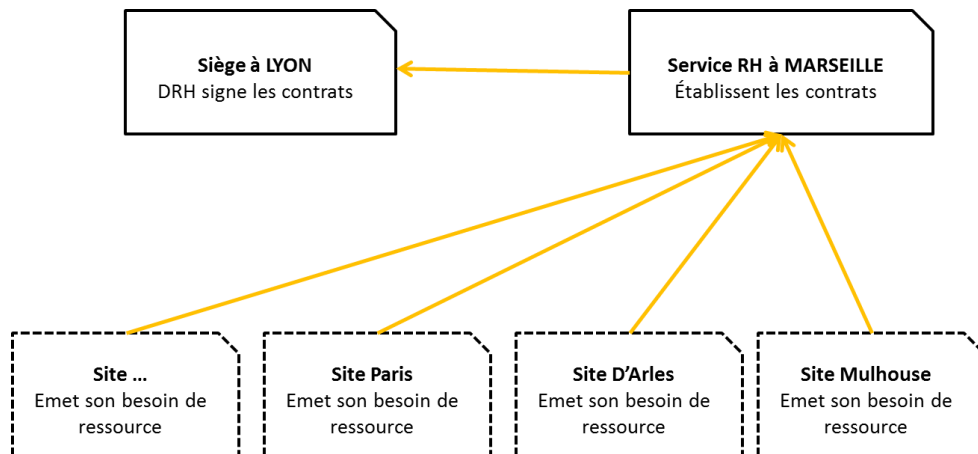 Siège à LYON
DRH signe les contrats
Service RH à MARSEILLE
Établissent les contrats
Site ...
Emet son besoin de
ressource
Site Paris
Emet son besoin de
ressource
Site D’Arles
Emet son besoin de
ressource
Site Mulhouse
Emet son besoin de
ressource